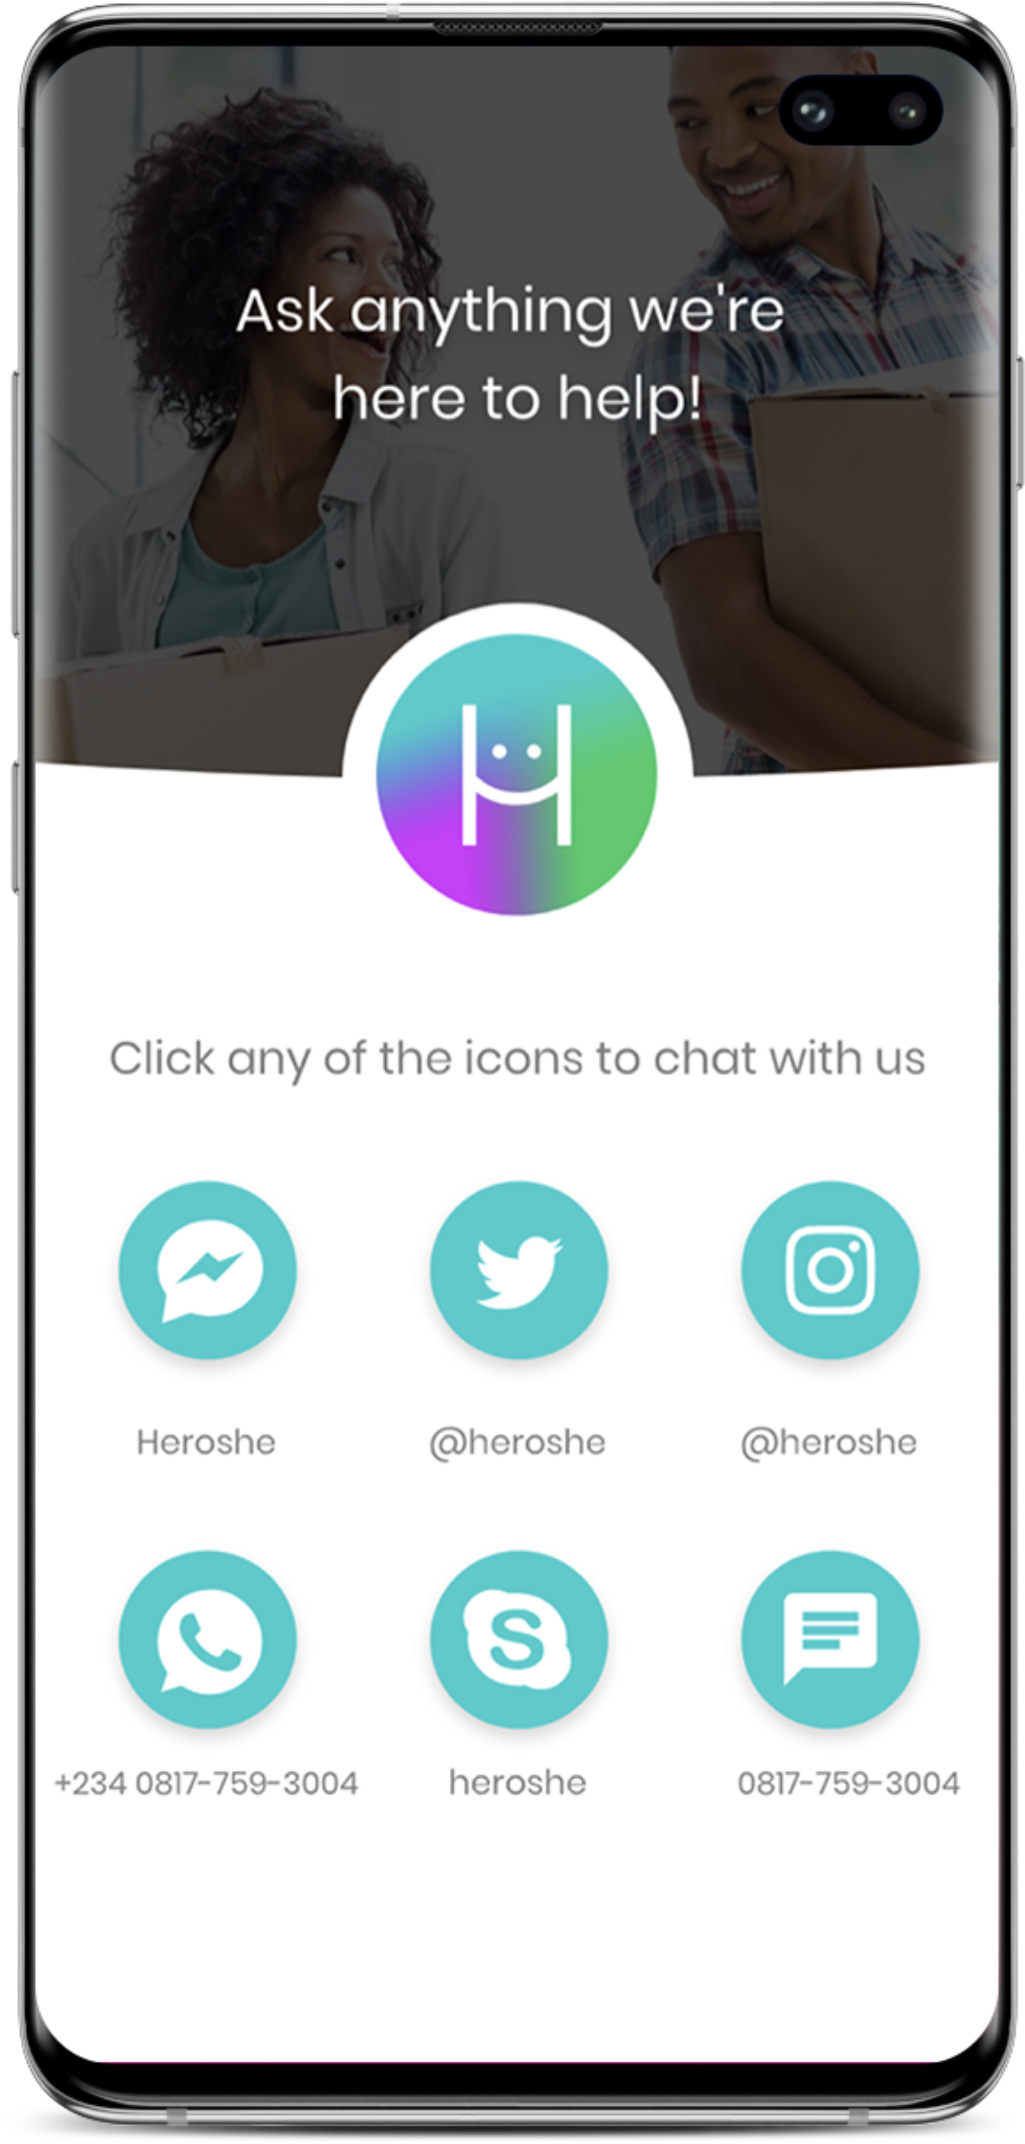 Ask anything we're
here to help!
H
Click any of the icons to chat with us
Heroshe
@heroshe
@heroshe
S
+234 0817-759-3004
heroshe
0817-759-3004